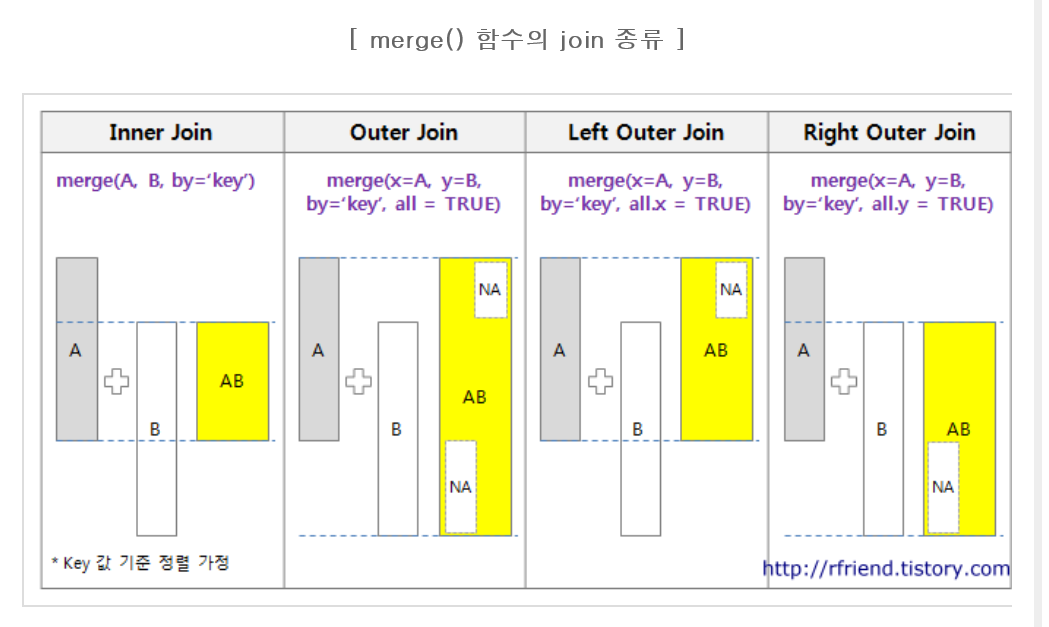 [ merge() 함수의 join 종류 ]
Inner Join
Outer Join
Left Outer Join
Right Outer Join
merge(A, B, by=‘key’)
merge(x=A, y=B,
by=‘key’, all = TRUE)
merge(x=A, y=B,
by=‘key’, all.x = TRUE)
merge(x=A, y=B,
by=‘key’, all.y = TRUE)
A
B
AB
A
B
NA
AB
NA
A
B
NA
AB
A
B
AB
NA
* Key 값 기준 정렬 가정
http://rfriend.tistory.com